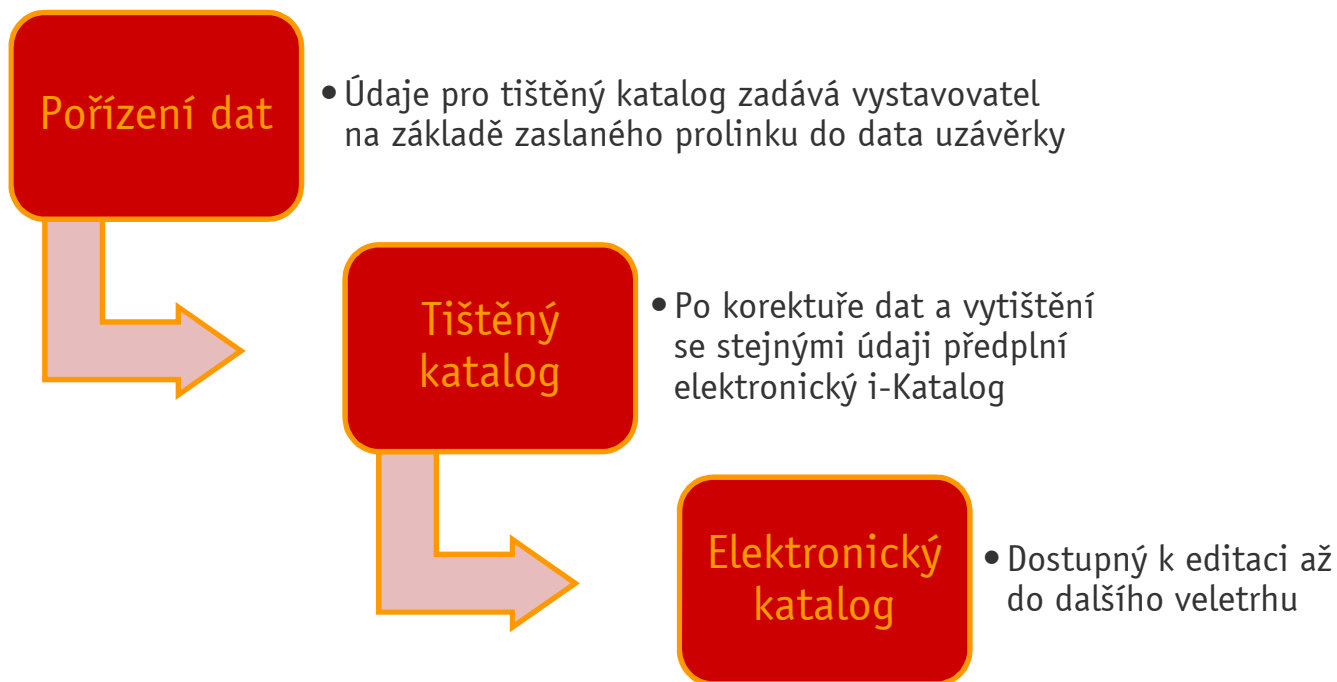 Pořízení dat
• Údaje pro tištěný katalog zadává vystavovatel
na základě zaslaného prolinku do data uzávěrky
Tištěný
katalog
• Po korektuře dat a vytištění
se stejnými údaji předplní
elektronický i-Katalog
Elektronický
katalog
• Dostupný k editaci až
do dalšího veletrhu